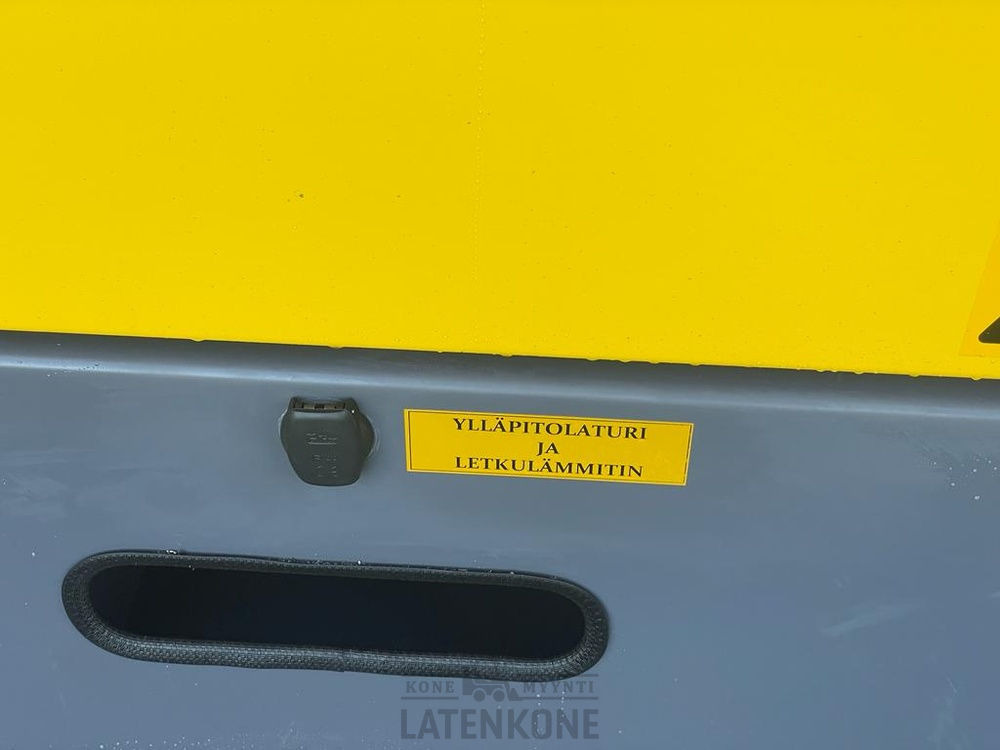 YLLÄPITOLATURI
JA
LETKULÄMMITIN
KONE MYYNTI
LATENKONE